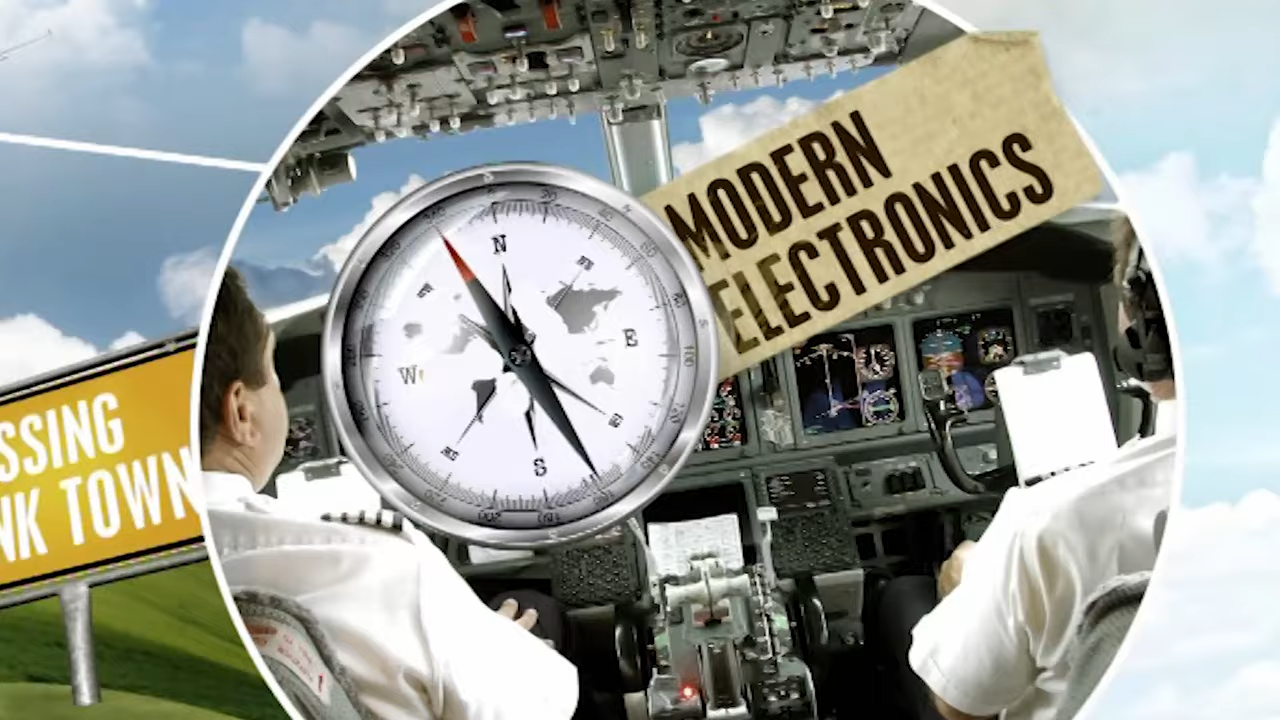 MODERN
ELECTRONICS
N
E
W
S
SSING
NK TOWN